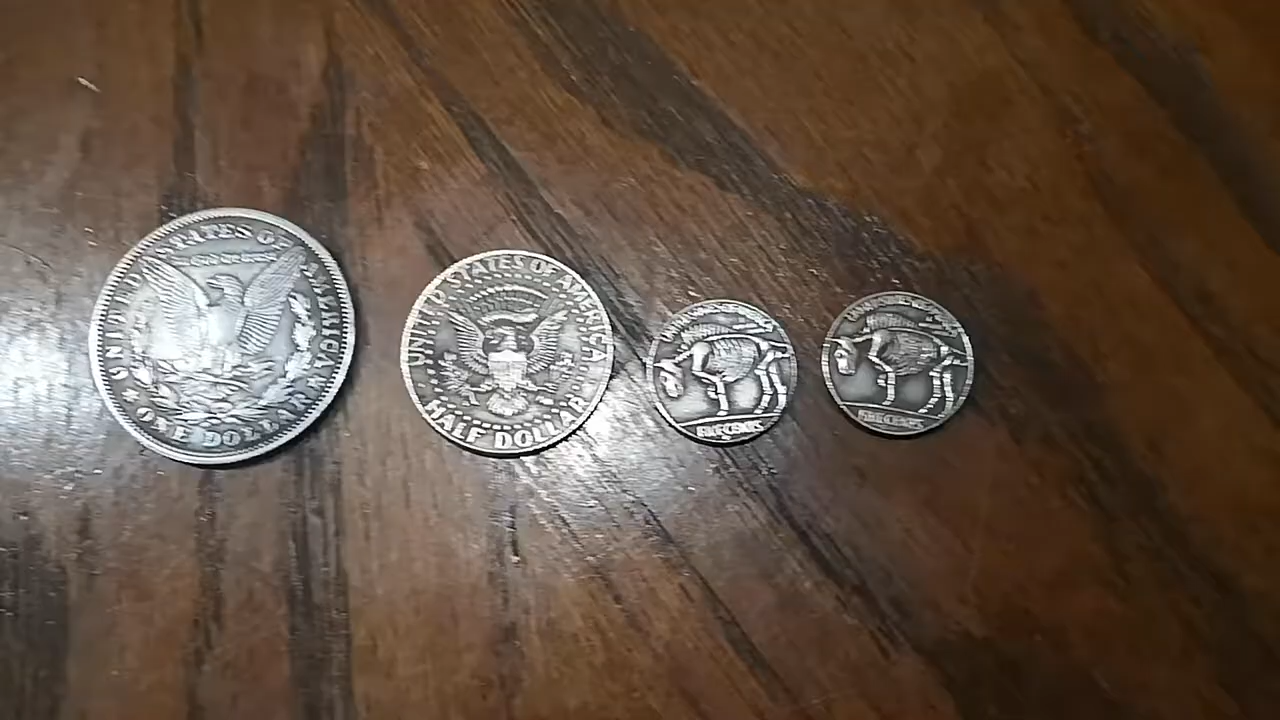 UNITED STATES OF AMERICA
ONE DOLLAR
UNITED STATES OF AMERICA
HALF DOLLAR
FIVE CENTS
FIVE CENTS